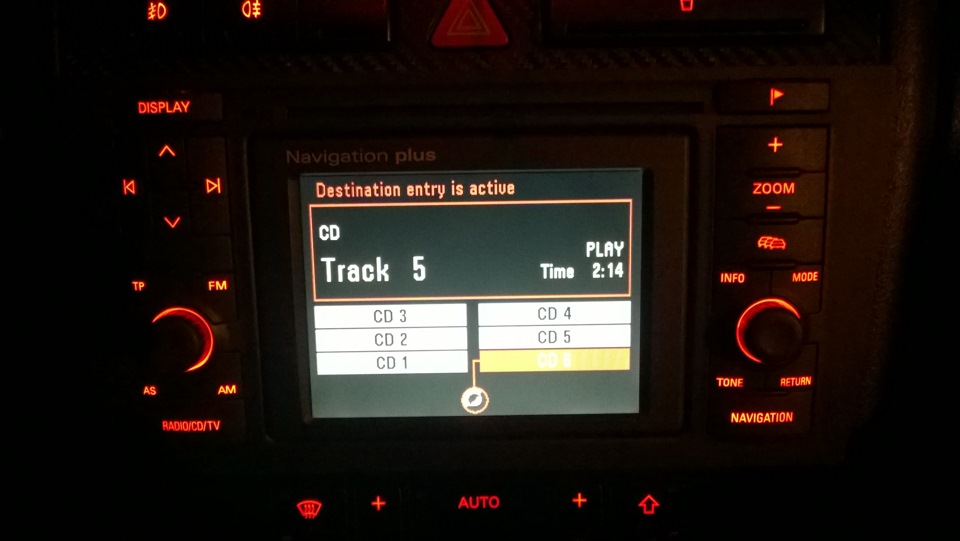 DISPLAY
Navigation plus
Destination entry is active
CD
PLAY
Track 5
Time 2:14
CD 3
CD 4
CD 2
CD 5
CD 1
CD 6
ZOOM
TP
FM
INFO
MODE
AS
AM
TONE
RETURN
RADIO/CD/TV
NAVIGATION
AUTO